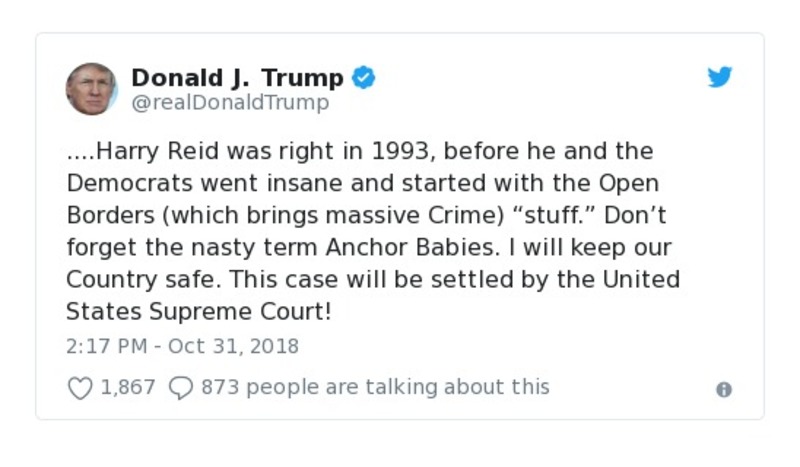 Donald J. Trump
@realDonaldTrump
....Harry Reid was right in 1993, before he and the
Democrats went insane and started with the Open
Borders (which brings massive Crime) “stuff.” Don’t
forget the nasty term Anchor Babies. I will keep our
Country safe. This case will be settled by the United
States Supreme Court!
2:17 PM - Oct 31, 2018
1,867 873 people are talking about this